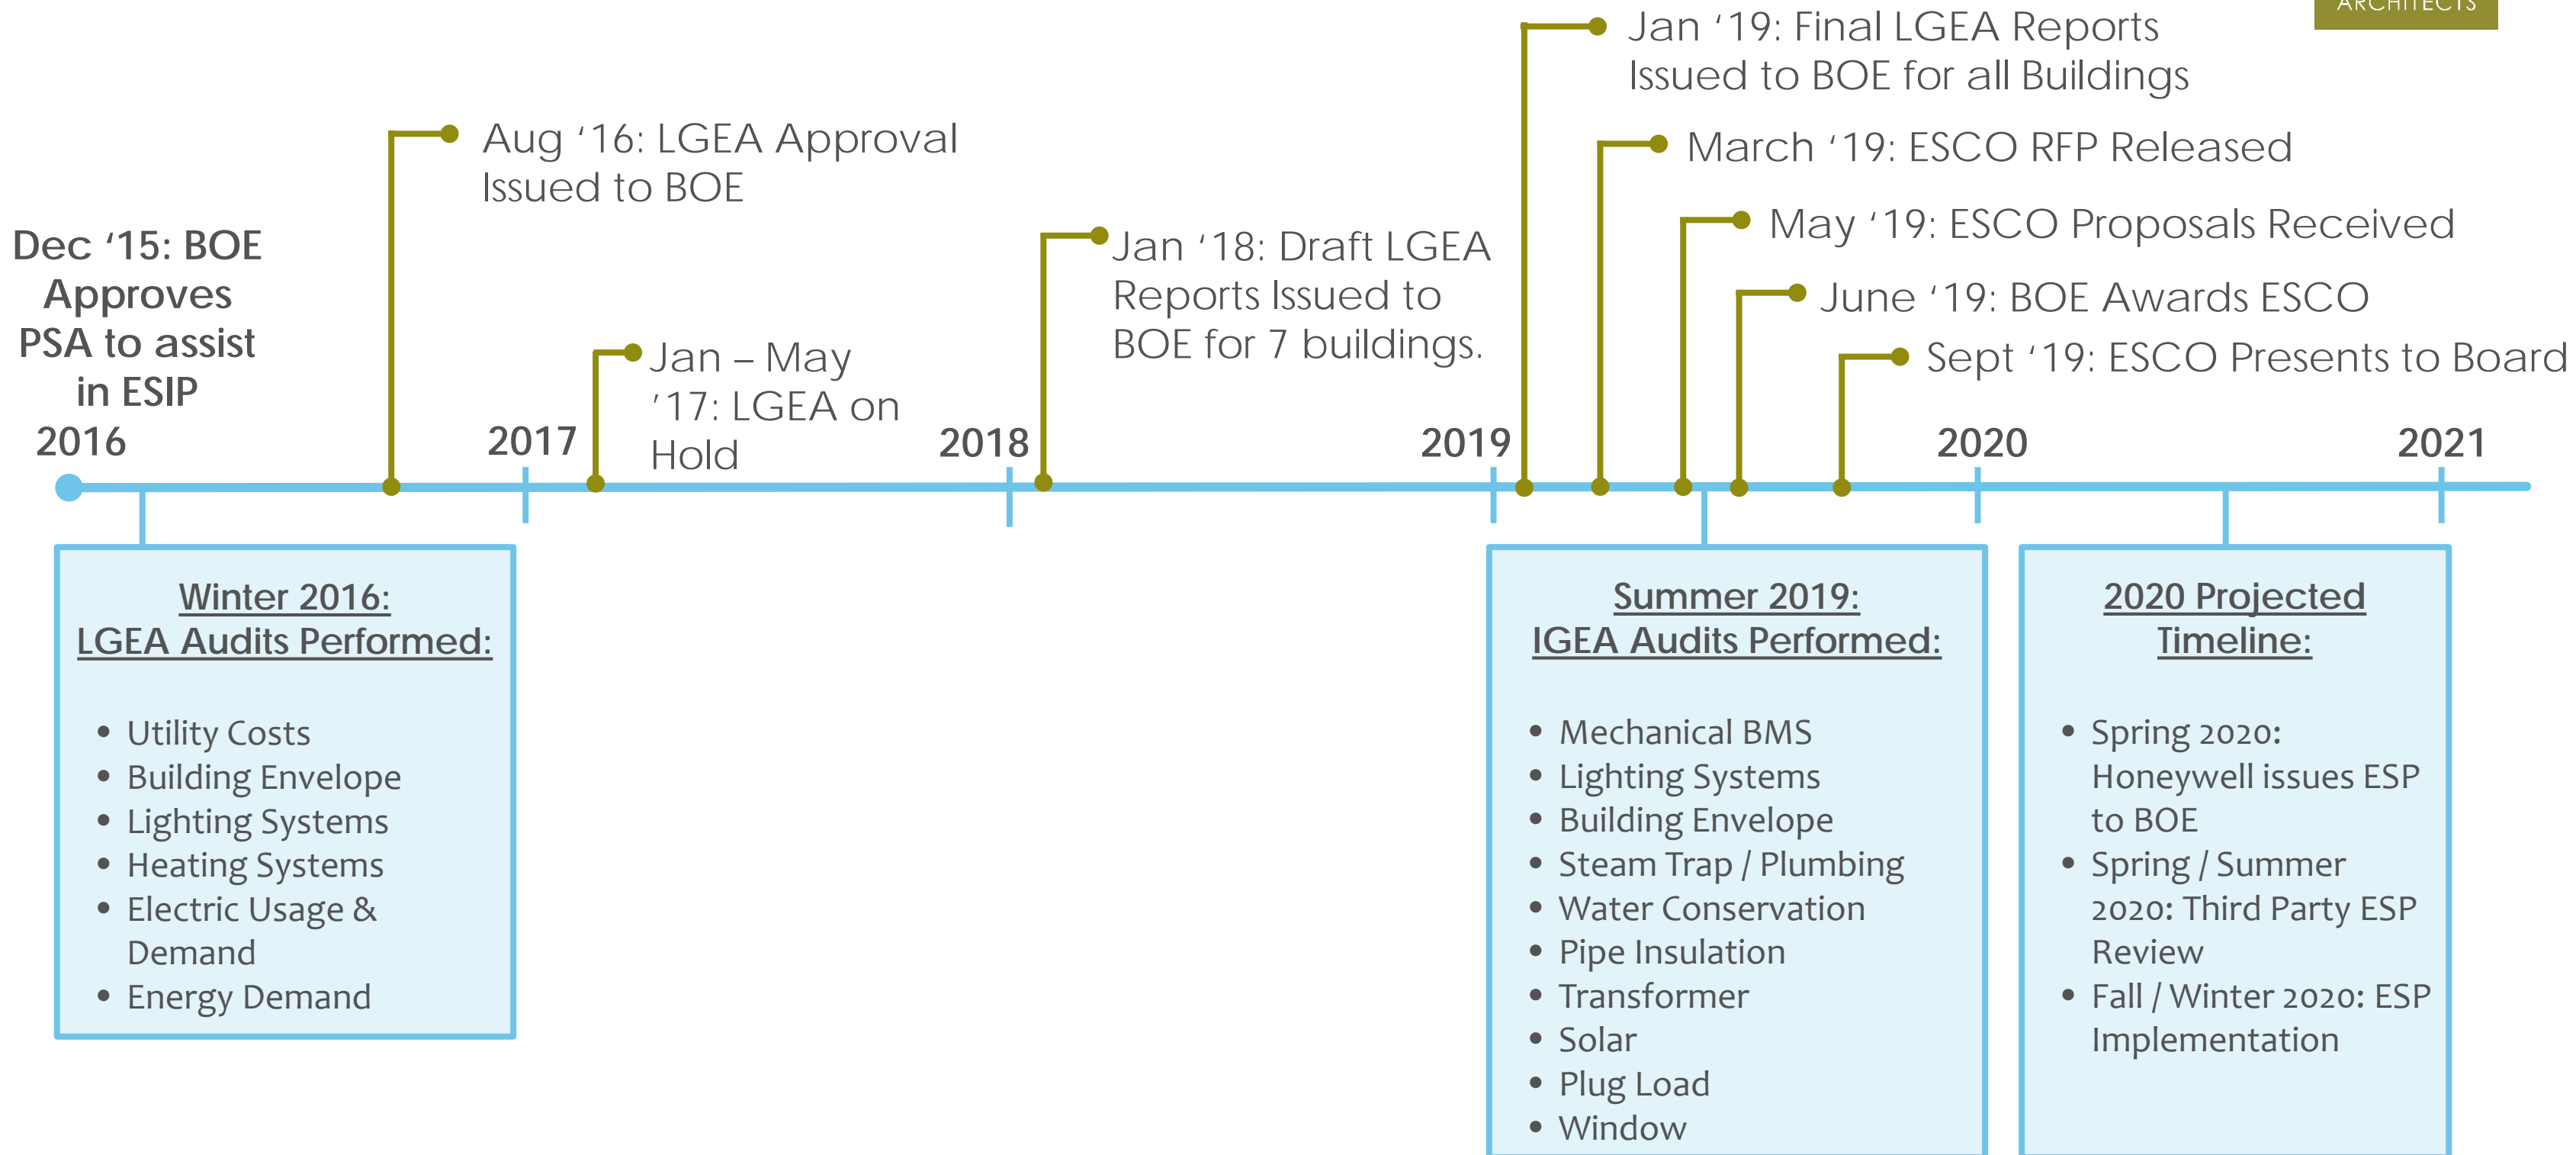 ARCHITECTS
Jan ‘19: Final LGEA Reports
Issued to BOE for all Buildings
Aug ‘16: LGEA Approval
Issued to BOE
March ‘19: ESCO RFP Released
May ‘19: ESCO Proposals Received
Dec ‘15: BOE
Approves
PSA to assist
in ESIP
Jan ‘18: Draft LGEA
Reports Issued to
BOE for 7 buildings.
June ‘19: BOE Awards ESCO
Jan – May
’17: LGEA on
Hold
Sept ‘19: ESCO Presents to Board
2016
2017
2018
2019
2020
2021
Winter 2016:
LGEA Audits Performed:
• Utility Costs
• Building Envelope
• Lighting Systems
• Heating Systems
• Electric Usage &
Demand
• Energy Demand
Summer 2019:
IGEA Audits Performed:
• Mechanical BMS
• Lighting Systems
• Building Envelope
• Steam Trap / Plumbing
• Water Conservation
• Pipe Insulation
• Transformer
• Solar
• Plug Load
• Window
2020 Projected
Timeline:
• Spring 2020:
Honeywell issues ESP
to BOE
• Spring / Summer
2020: Third Party ESP
Review
• Fall / Winter 2020: ESP
Implementation